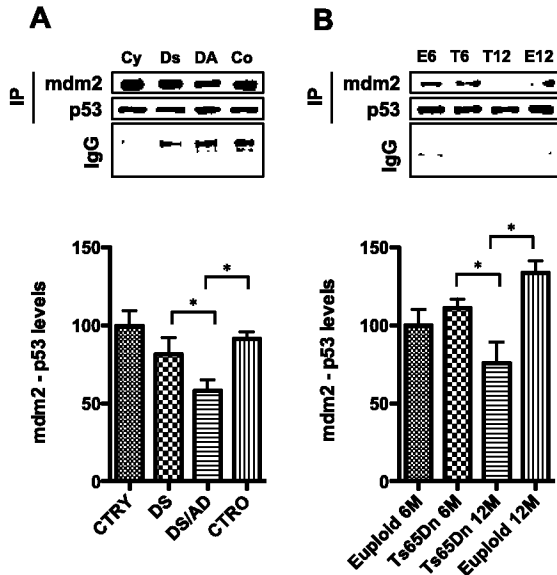 A
Cy Ds DA Co
IP
mdm2
p53
IgG
mdm2 - p53 levels
150
100
50
0
*
*
CTRY
DS
DS/AD
CTRO
B
E6 T6 T12 E12
IP
mdm2
p53
IgG
mdm2 - p53 levels
150
100
50
0
*
*
Euploid 6M
Ts65Dn 6M
Ts65Dn 12M
Euploid 12M